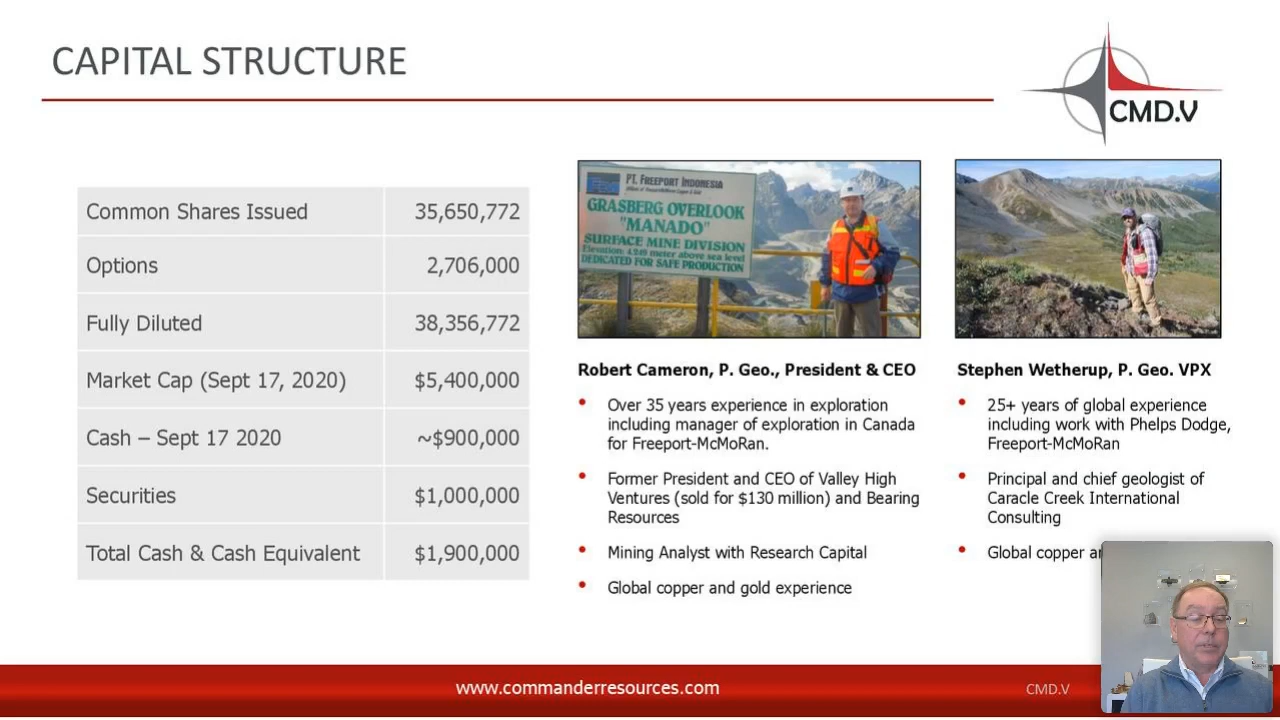 CAPITAL STRUCTURE
CMD.V
Common Shares Issued 35,650,772
Options 2,706,000
Fully Diluted 38,356,772
Market Cap (Sept 17, 2020) $5,400,000
Cash – Sept 17 2020 ~$900,000
Securities $1,000,000
Total Cash & Cash Equivalent $1,900,000
PT. FREEPORT INDONESIA
GRASBERG OVERLOOK
"MANADO"
SURFACE MINE DIVISION
DEDICATED FOR SAFE PRODUCTION
Robert Cameron, P. Geo., President & CEO
• Over 35 years experience in exploration
including manager of exploration in Canada
for Freeport-McMoRan.
• Former President and CEO of Valley High
Ventures (sold for $130 million) and Bearing
Resources
• Mining Analyst with Research Capital
• Global copper and gold experience
Stephen Wetherup, P. Geo. VPX
• 25+ years of global experience
including work with Phelps Dodge,
Freeport-McMoRan
• Principal and chief geologist of
Caracle Creek International
Consulting
• Global copper
www.commanderresources.com
CMD.V